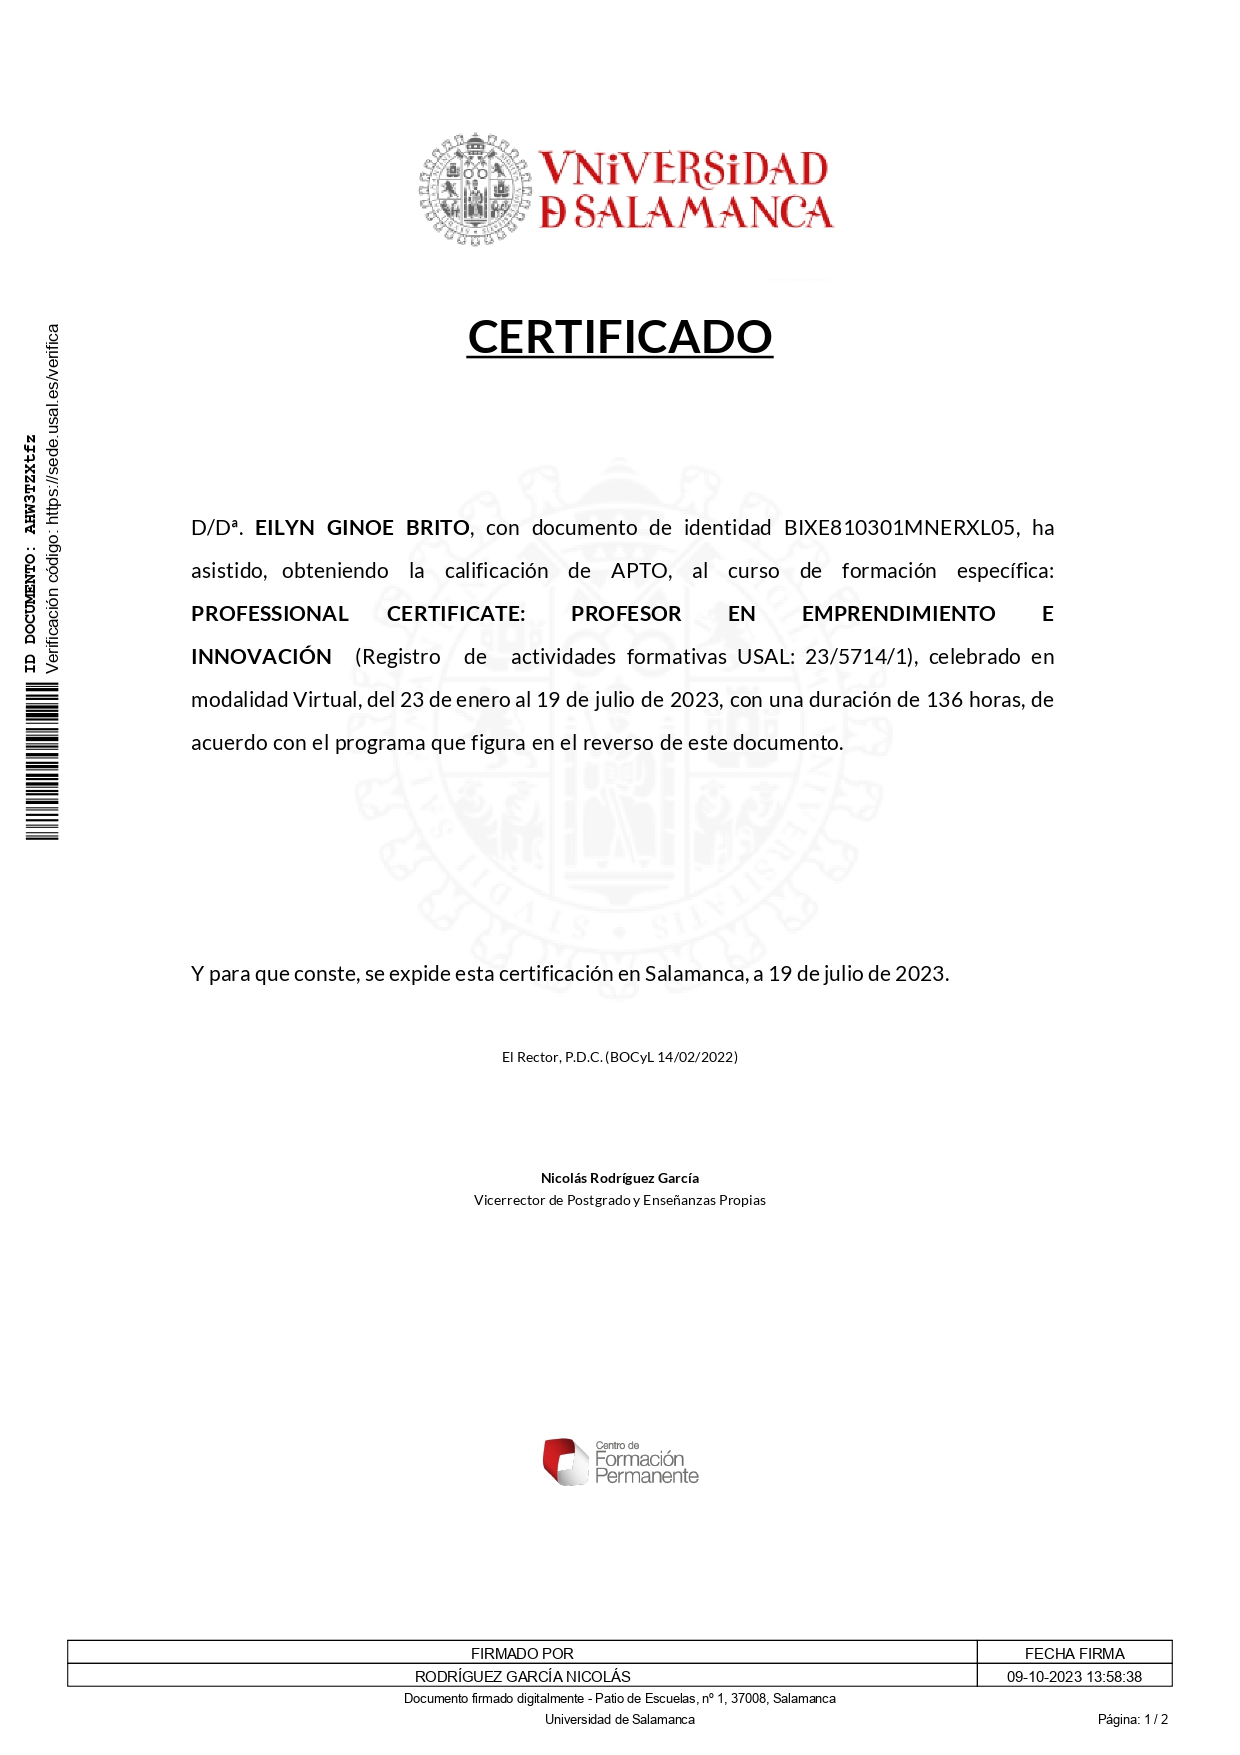 VNiVERSiDAD
D SALAMANCA
CERTIFICADO
ID DOCUMENTO: AHW3TZXtfz
Verificación código: https://sede.usal.es/verifica
D/Dª. EILYN GINOE BRITO, con documento de identidad BIXE810301MNERXL05, ha
asistido, obteniendo la calificación de APTO, al curso de formación específica:
PROFESSIONAL CERTIFICATE: PROFESOR EN EMPRENDIMIENTO E
INNOVACIÓN (Registro de actividades formativas USAL: 23/5714/1), celebrado en
modalidad Virtual, del 23 de enero al 19 de julio de 2023, con una duración de 136 horas, de
acuerdo con el programa que figura en el reverso de este documento.
Y para que conste, se expide esta certificación en Salamanca, a 19 de julio de 2023.
El Rector, P.D.C. (BOCyL 14/02/2022)
Nicolás Rodríguez García
Vicerrector de Postgrado y Enseñanzas Propias
Centro de
Formación
Permanente
FIRMADO POR FECHA FIRMA
RODRÍGUEZ GARCÍA NICOLÁS 09-10-2023 13:58:38
Documento firmado digitalmente - Patio de Escuelas, nº 1, 37008, Salamanca
Universidad de Salamanca Página: 1 / 2